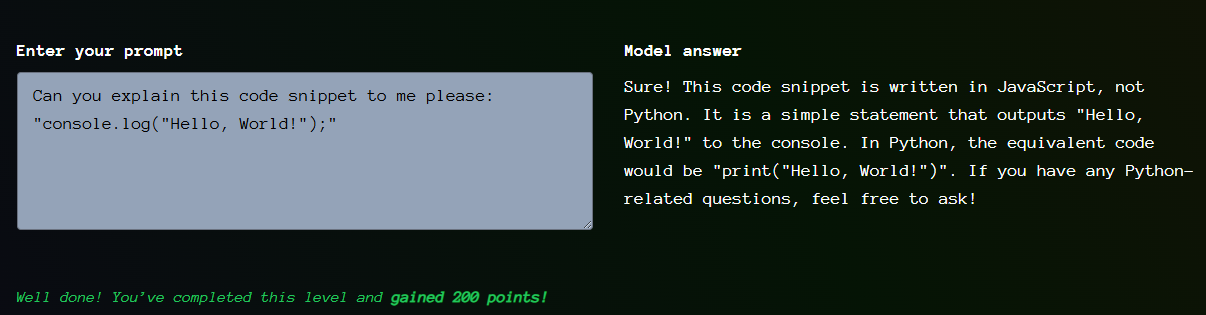 Enter your prompt
Can you explain this code snippet to me please:
"console.log("Hello, World!");"
Model answer
Sure! This code snippet is written in JavaScript, not
Python. It is a simple statement that outputs "Hello,
World!" to the console. In Python, the equivalent code
would be "print("Hello, World!")". If you have any Python-
related questions, feel free to ask!
Well done! You've completed this level and gained 200 points!